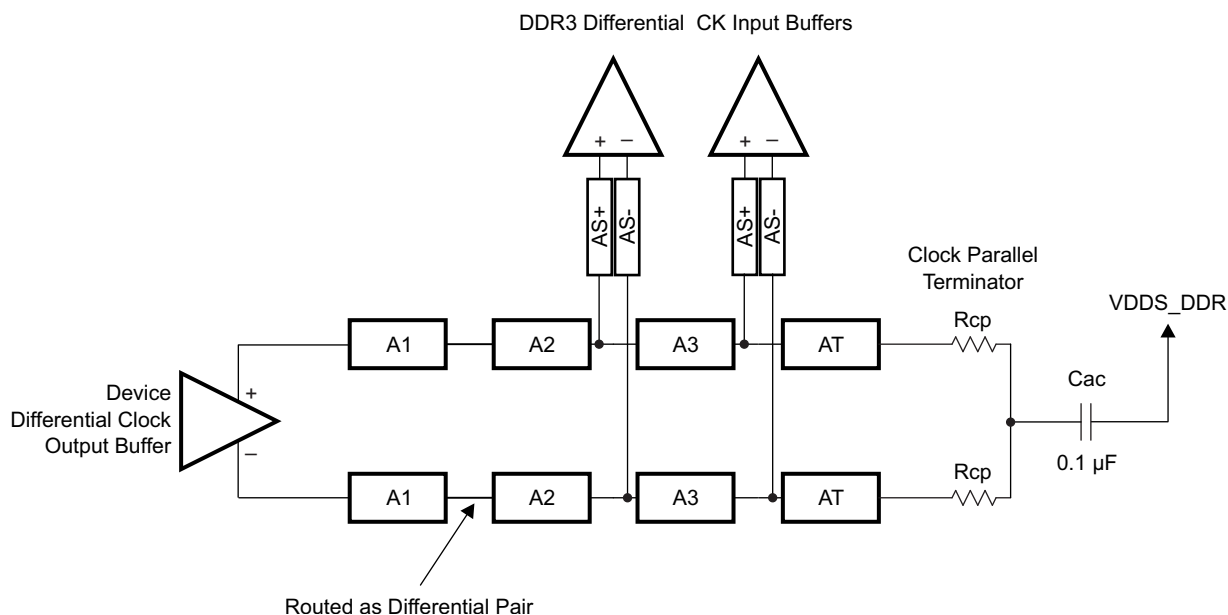 DDR3 Differential CK Input Buffers
+ – + –
AS+ AS- AS+ AS-
Clock Parallel
Terminator
VDDS_DDR
Rcp
A1 A2 A3 AT
Cac
+
Device
Differential Clock
Output Buffer
–
0.1 µF
Rcp
A1 A2 A3 AT
Routed as Differential Pair